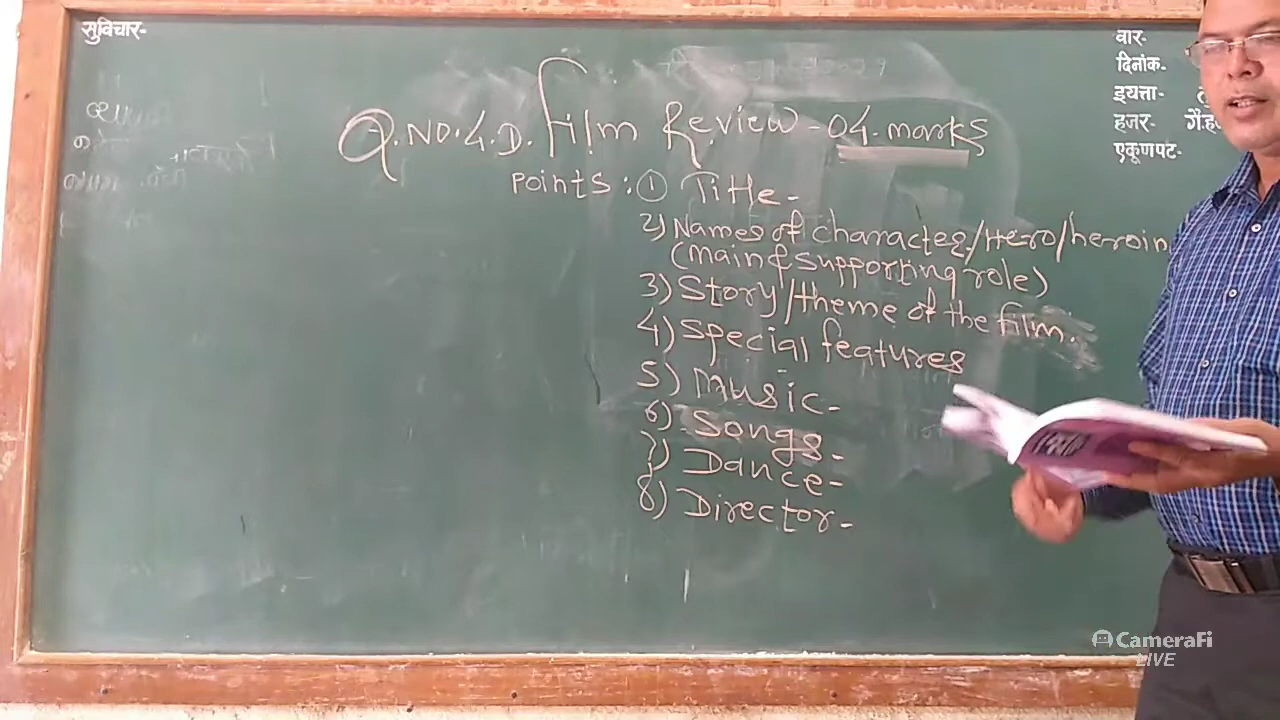 सुविचार-
वार-
दिनांक-
इयत्ता-
हजर-
एकूणपट-
Q.NO.4.D. Film Review - 04 marks
Points : ① Title -
2) Names of character/Hero/heroin
(main & supporting role)
3) Story/theme of the film.
4) Special features
5) Music-
6) Songs-
7) Dance-
8) Director-
CameraFi
LIVE